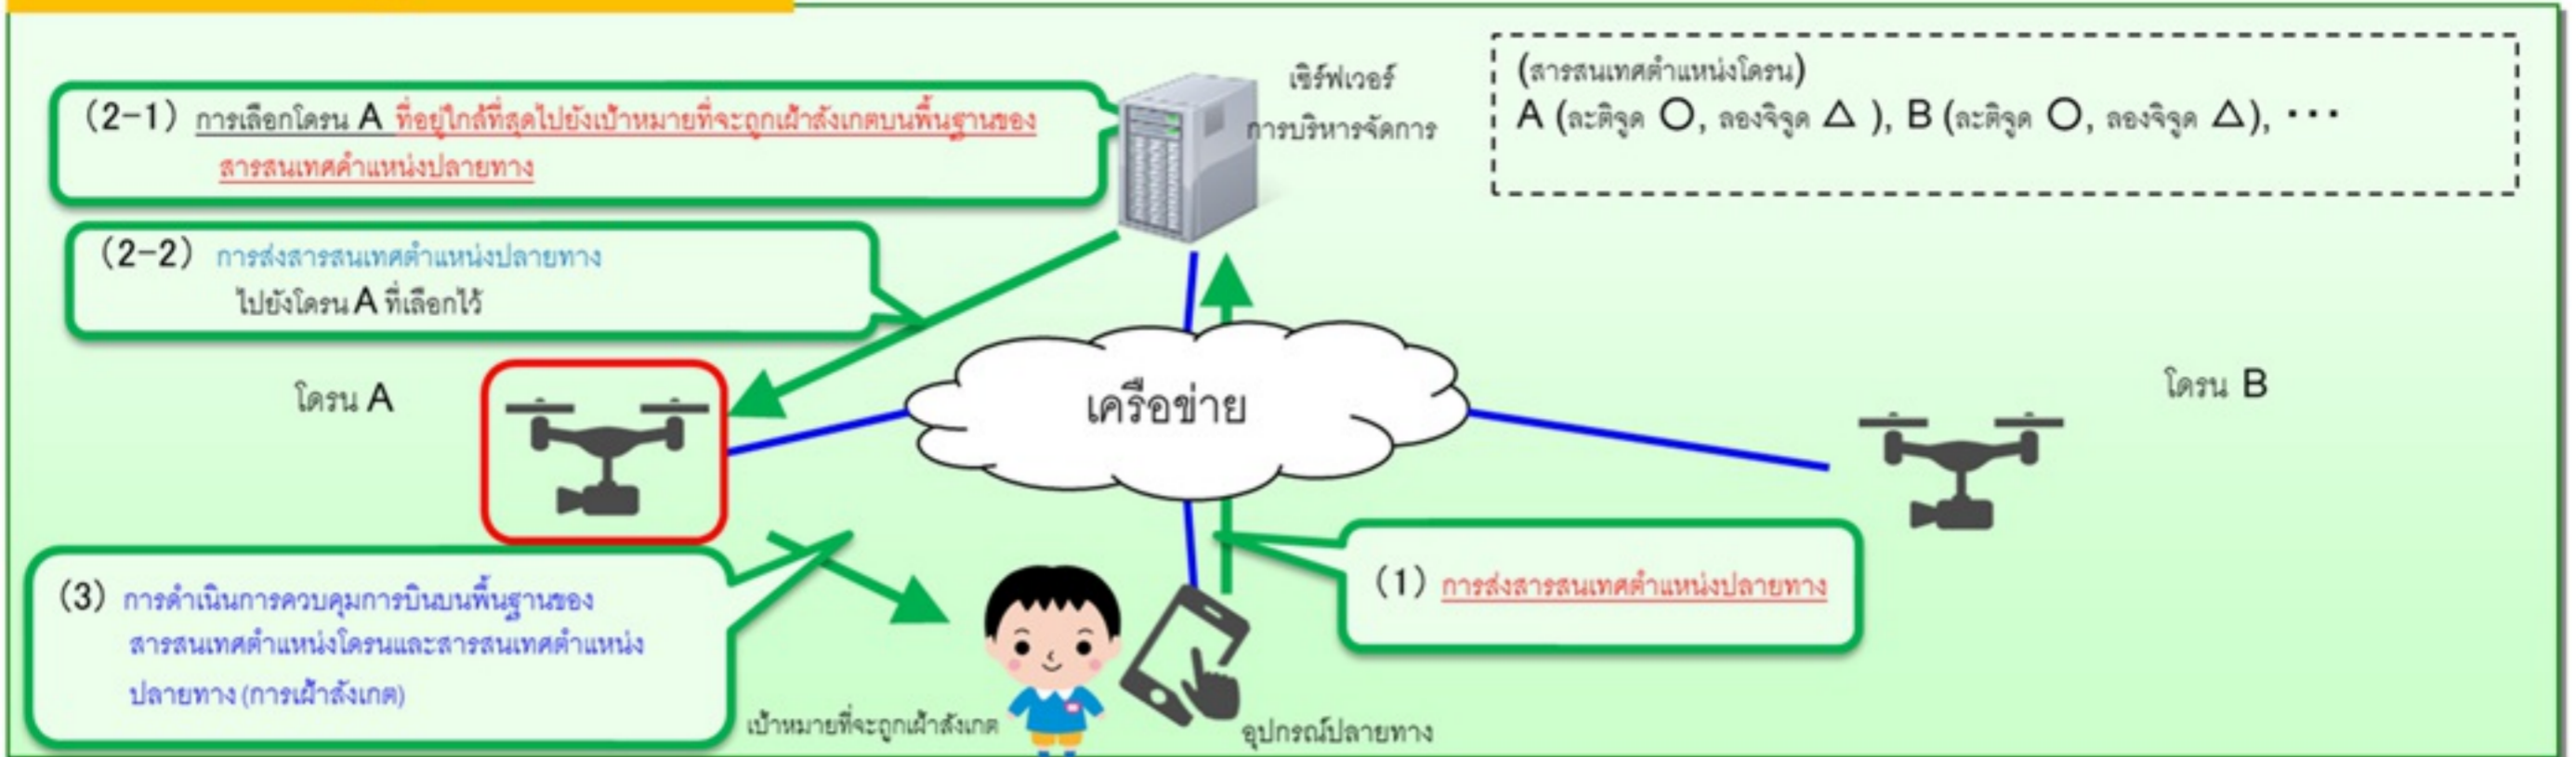 เซิร์ฟเวอร์
การบริหารจัดการ
(สารสนเทศตำแหน่งโดรน)
A (ละติจูด ○, ลองจิจูด △ ), B (ละติจูด ○, ลองจิจูด △), ･･･
(2-1) การเลือกโดรน A ที่อยู่ใกล้ที่สุดไปยังเป้าหมายที่จะถูกเฝ้าสังเกตบนพื้นฐานของ
สารสนเทศตำแหน่งปลายทาง
(2-2) การส่งสารสนเทศตำแหน่งปลายทาง
ไปยังโดรน A ที่เลือกไว้
โดรน A
เครือข่าย
โดรน B
(1) การส่งสารสนเทศตำแหน่งปลายทาง
(3) การดำเนินการควบคุมการบินบนพื้นฐานของ
สารสนเทศตำแหน่งโดรนและสารสนเทศตำแหน่ง
ปลายทาง (การเฝ้าสังเกต)
เป้าหมายที่จะถูกเฝ้าสังเกต
อุปกรณ์ปลายทาง